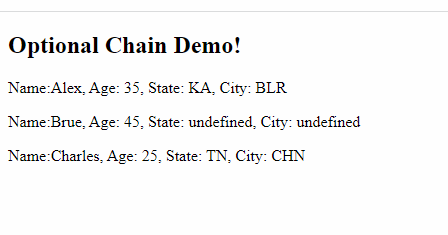 Optional Chain Demo!
Name:Alex, Age: 35, State: KA, City: BLR
Name:Brue, Age: 45, State: undefined, City: undefined
Name:Charles, Age: 25, State: TN, City: CHN